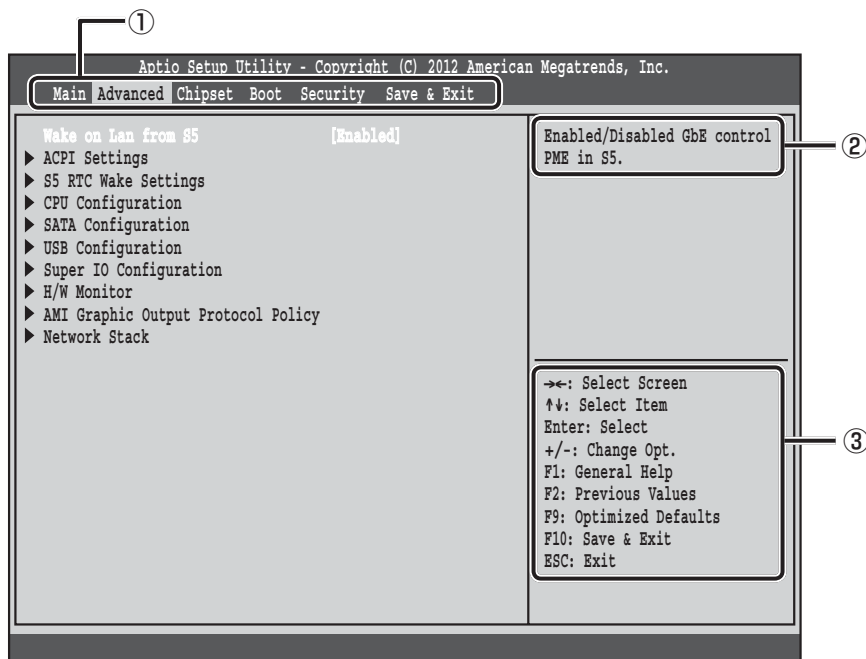 ①
Aptio Setup Utility - Copyright (C) 2012 American Megatrends, Inc.
Main Advanced Chipset Boot Security Save & Exit
Wake on Lan from S5 [Enabled]
▶ ACPI Settings
▶ S5 RTC Wake Settings
▶ CPU Configuration
▶ SATA Configuration
▶ USB Configuration
▶ Super IO Configuration
▶ H/W Monitor
▶ AMI Graphic Output Protocol Policy
▶ Network Stack
Enabled/Disabled GbE control
PME in S5.
②
→←: Select Screen
↑↓: Select Item
Enter: Select
+/-: Change Opt.
F1: General Help
F2: Previous Values
F9: Optimized Defaults
F10: Save & Exit
ESC: Exit
③